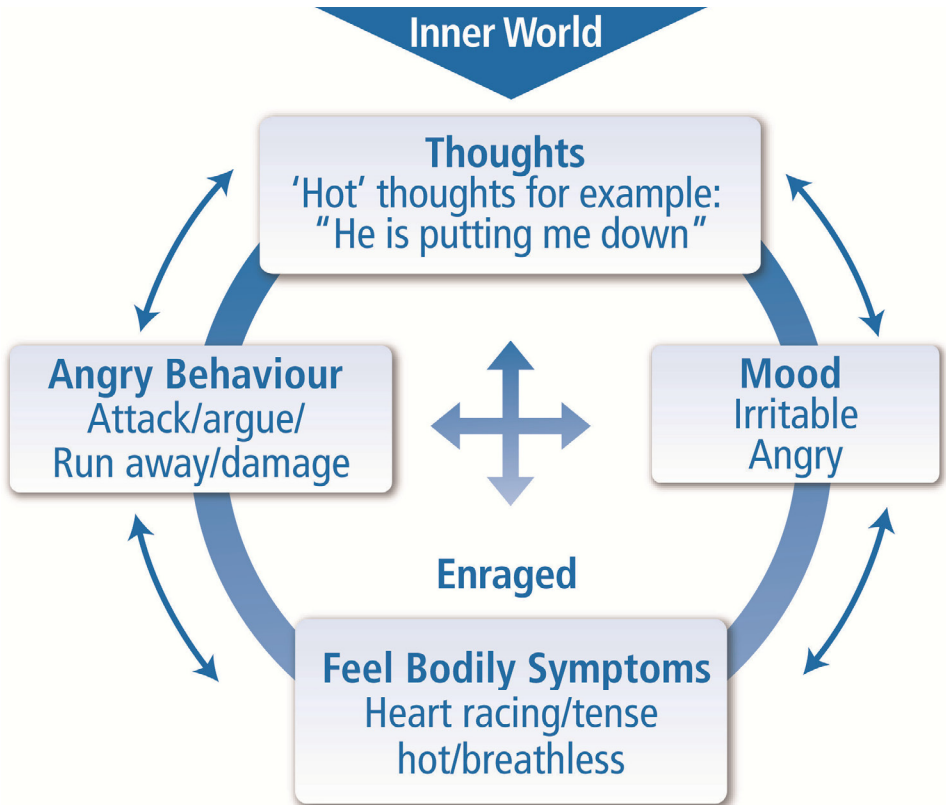 Inner World
Thoughts
‘Hot’ thoughts for example:
“He is putting me down”
Angry Behaviour
Attack/argue/
Run away/damage
Mood
Irritable
Angry
Enraged
Feel Bodily Symptoms
Heart racing/tense
hot/breathless